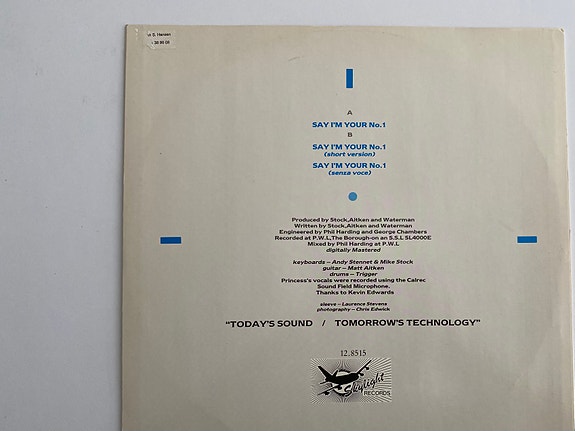 S. Hansen
36 96 08
A
SAY I'M YOUR No.1
B
SAY I'M YOUR No.1
(short version)
SAY I'M YOUR No.1
(senza voce)
Produced by Stock,Aitken and Waterman
Written by Stock,Aitken and Waterman
Engineered by Phil Harding and George Chambers
Recorded at P.W.L,The Borough-on an S.S.L SL4000E
Mixed by Phil Harding at P.W.L
digitally Mastered
keyboards – Andy Stennet & Mike Stock
guitar – Matt Aitken
drums – Trigger
Princess's vocals were recorded using the Calrec
Sound Field Microphone.
Thanks to Kevin Edwards
sleeve – Laurence Stevens
photography – Chris Edwick
“TODAY'S SOUND / TOMORROW'S TECHNOLOGY”
12.8515
Skylight
RECORDS